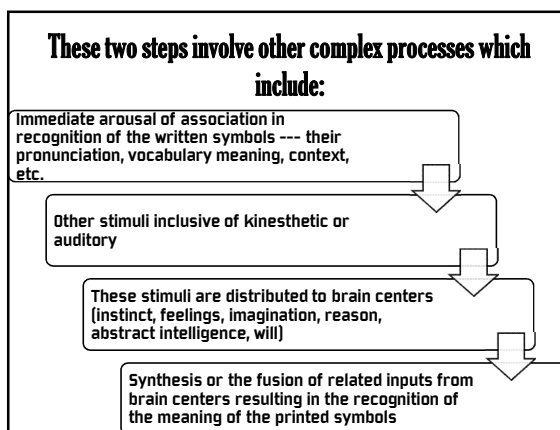 These two steps involve other complex processes which
include:
Immediate arousal of association in
recognition of the written symbols --- their
pronunciation, vocabulary meaning, context,
etc.
Other stimuli inclusive of kinesthetic or
auditory
These stimuli are distributed to brain centers
(instinct, feelings, imagination, reason,
abstract intelligence, will)
Synthesis or the fusion of related inputs from
brain centers resulting in the recognition of
the meaning of the printed symbols